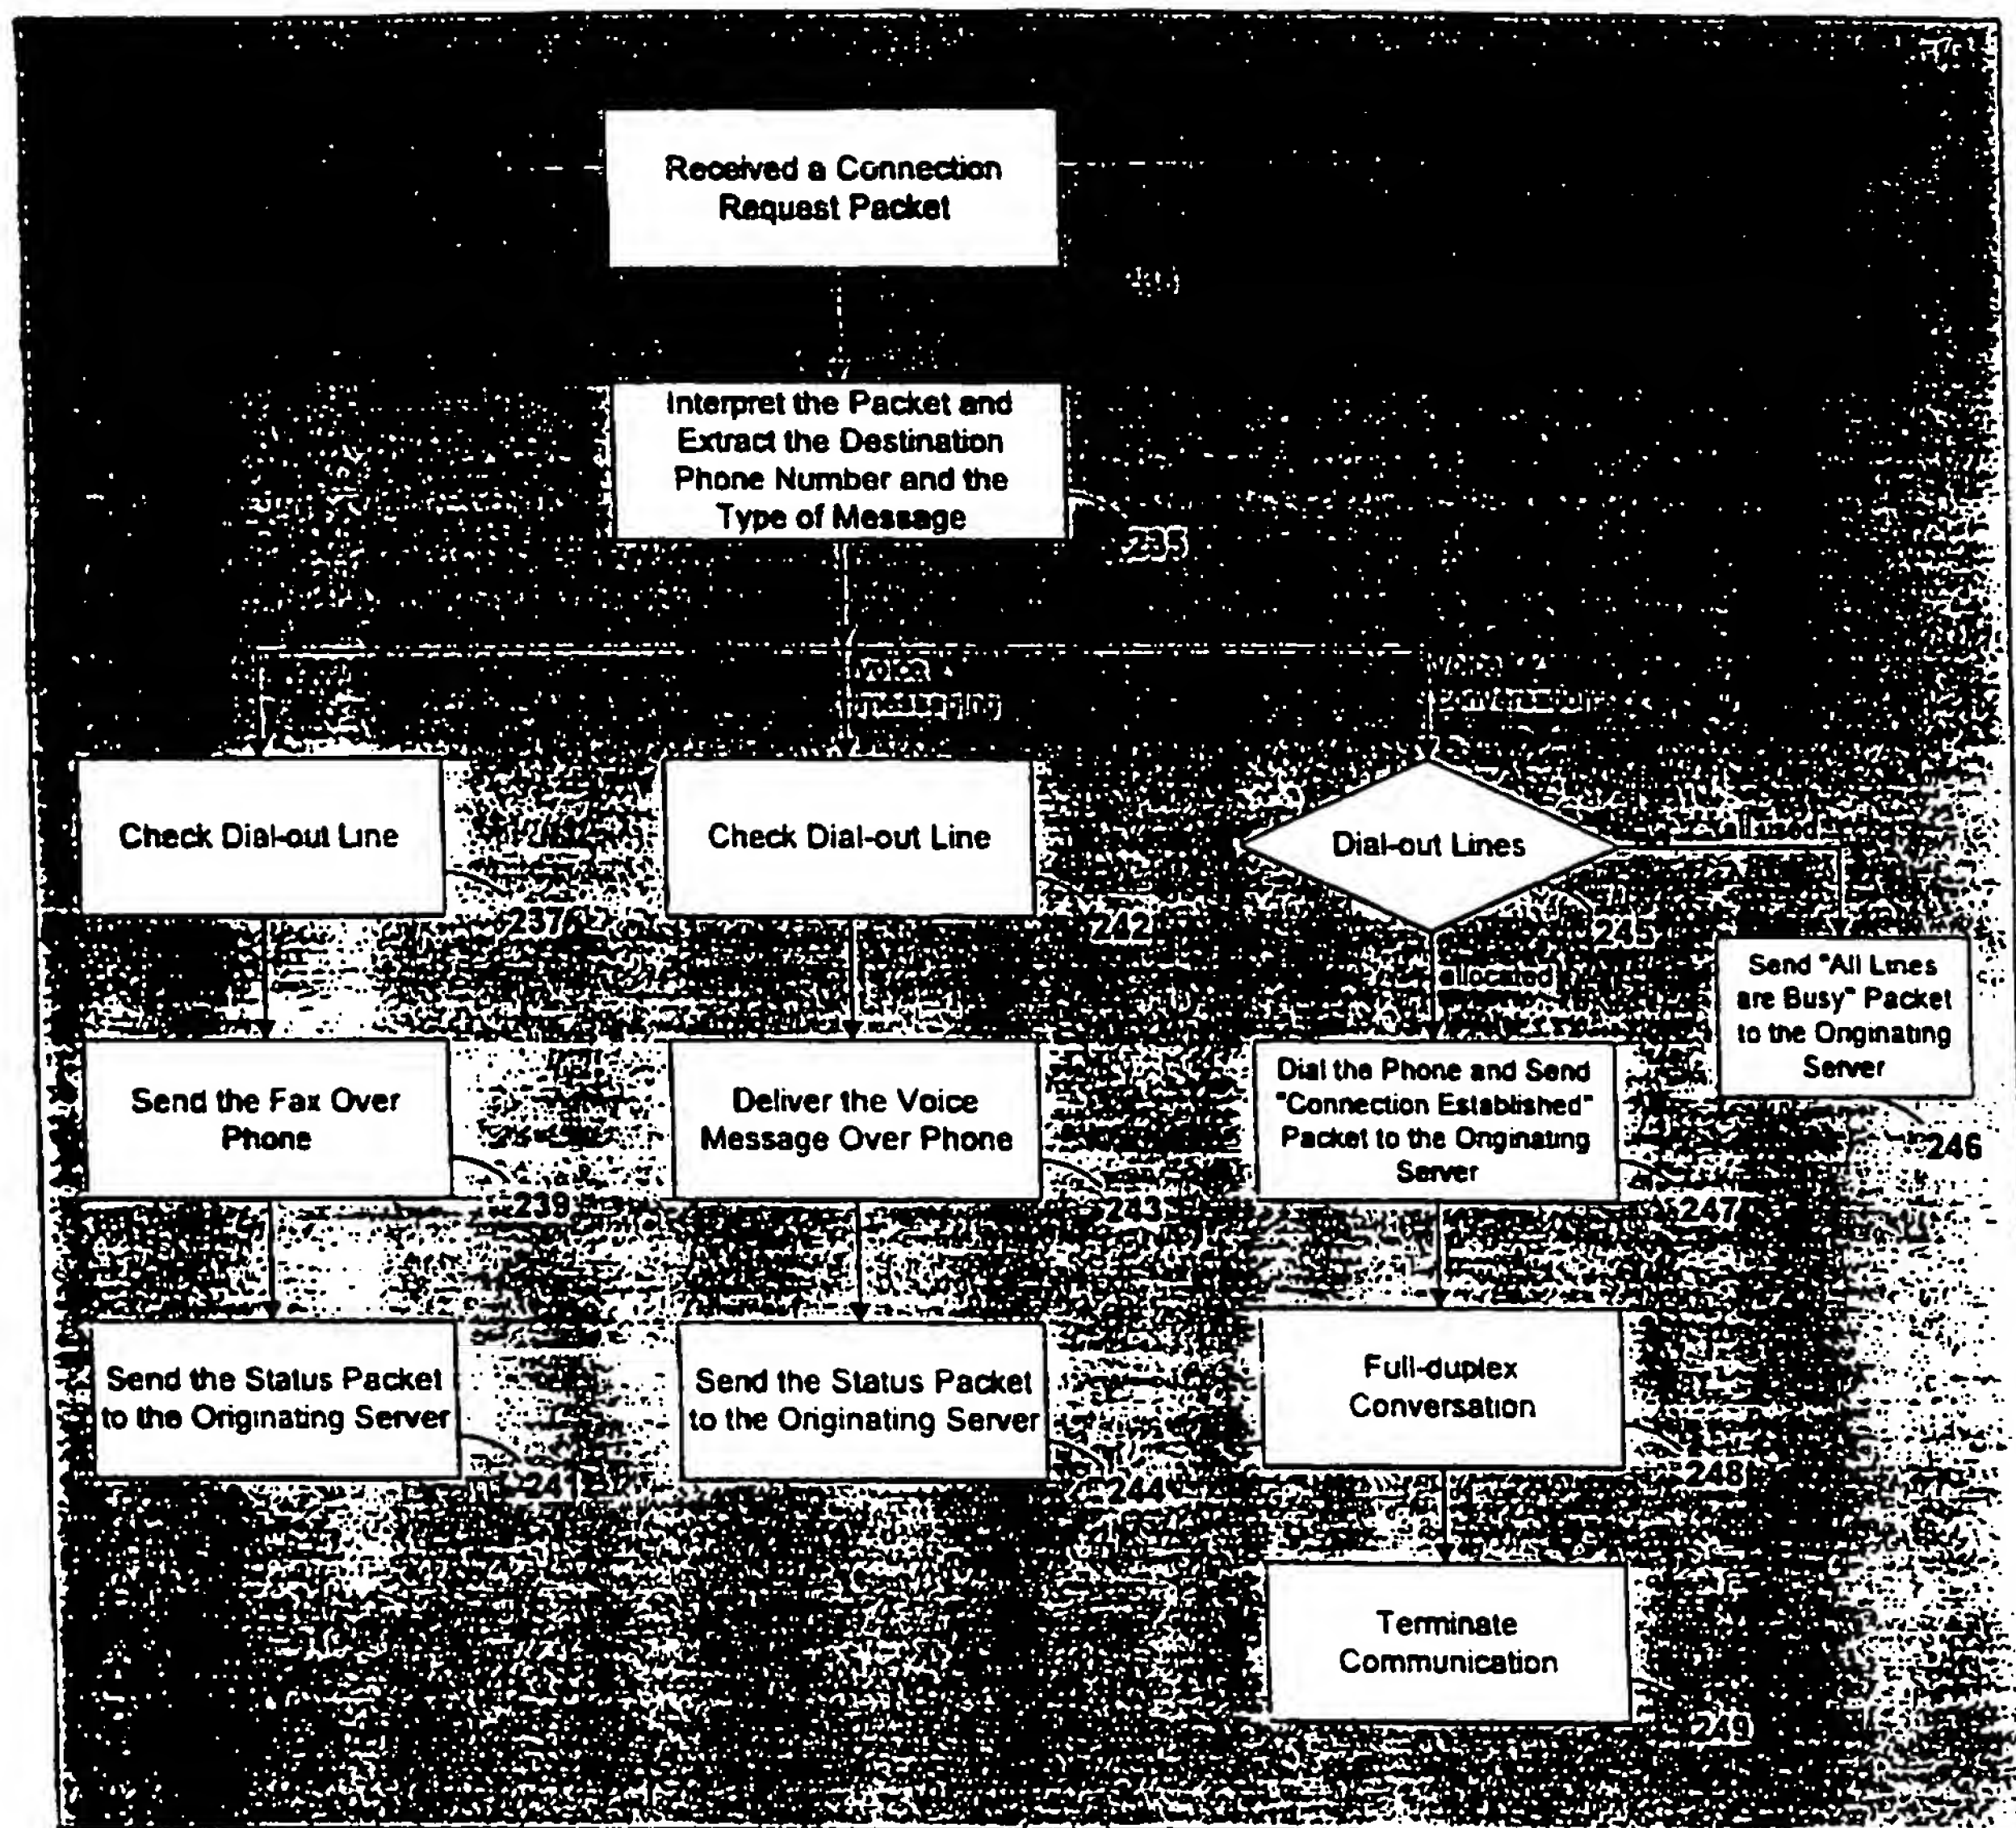 Received a Connection
Request Packet
Interpret the Packet and
Extract the Destination
Phone Number and the
Type of Message
235
voice
messaging
voice
conversation
Check Dial-out Line
237
Check Dial-out Line
242
Dial-out Lines
all used
245
allocated
Send "All Lines
are Busy" Packet
to the Originating
Server
246
Send the Fax Over
Phone
239
Deliver the Voice
Message Over Phone
243
Dial the Phone and Send
"Connection Established"
Packet to the Originating
Server
247
Send the Status Packet
to the Originating Server
241
Send the Status Packet
to the Originating Server
244
Full-duplex
Conversation
248
Terminate
Communication
249